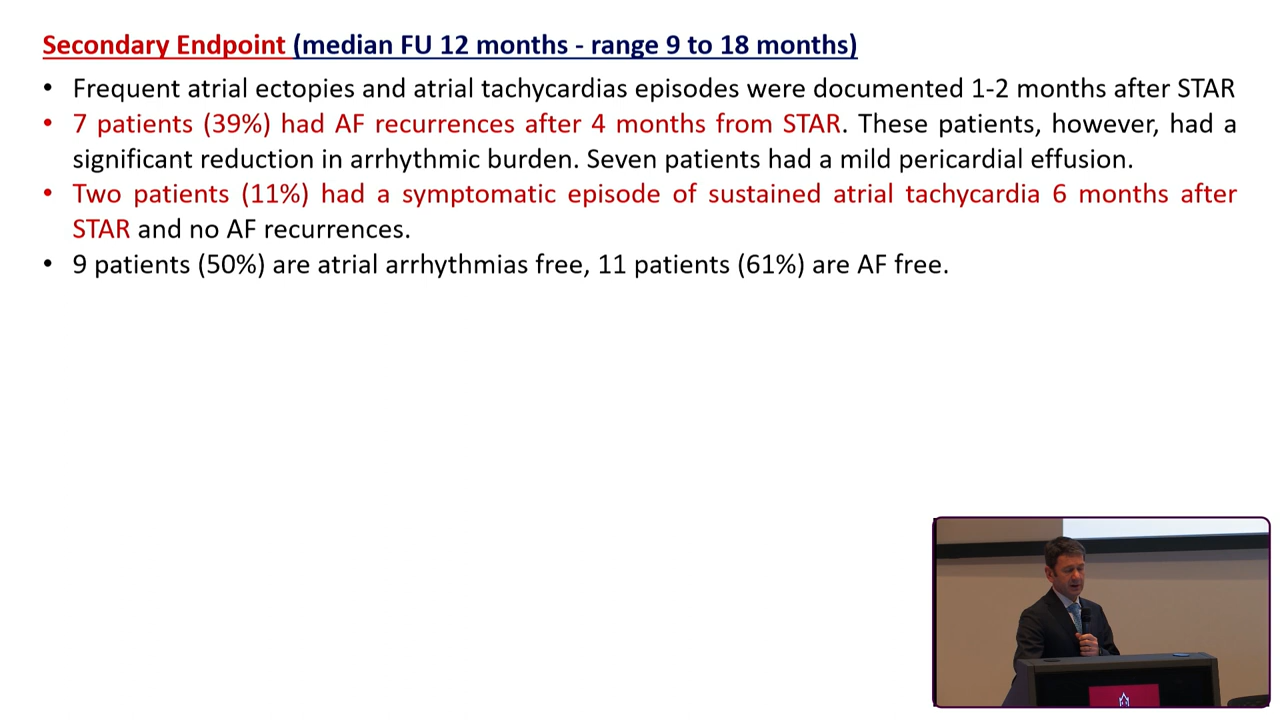 Secondary Endpoint (median FU 12 months - range 9 to 18 months)
• Frequent atrial ectopies and atrial tachycardias episodes were documented 1-2 months after STAR
• 7 patients (39%) had AF recurrences after 4 months from STAR. These patients, however, had a
significant reduction in arrhythmic burden. Seven patients had a mild pericardial effusion.
• Two patients (11%) had a symptomatic episode of sustained atrial tachycardia 6 months after
STAR and no AF recurrences.
• 9 patients (50%) are atrial arrhythmias free, 11 patients (61%) are AF free.